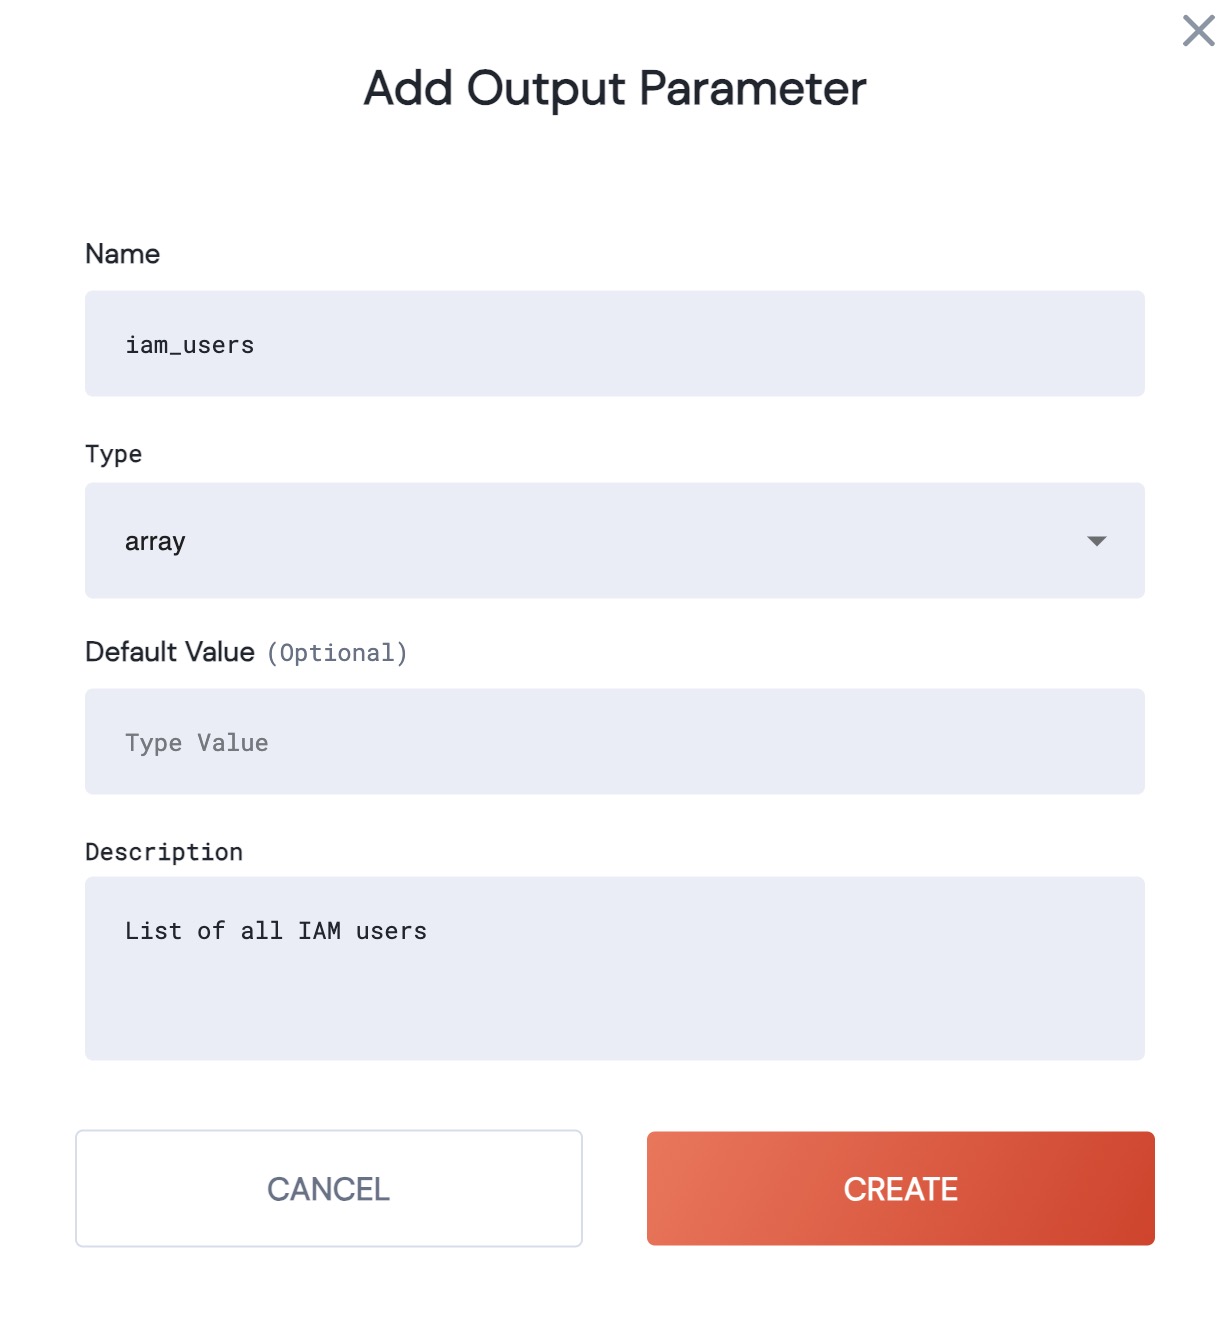 Add Output Parameter
Name
iam_users
Type
array
Default Value (Optional)
Type Value
Description
List of all IAM users
CANCEL
CREATE